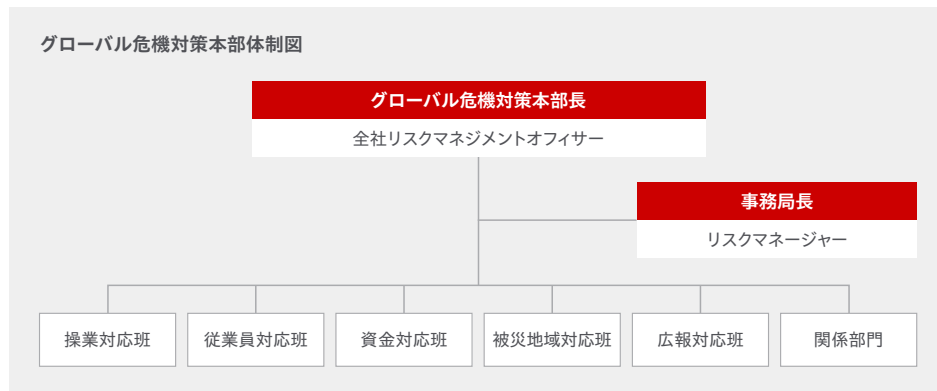 グローバル危機対策本部体制図
グローバル危機対策本部長
全社リスクマネジメントオフィサー
事務局長
リスクマネージャー
操業対応班
従業員対応班
資金対応班
被災地域対応班
広報対応班
関係部門